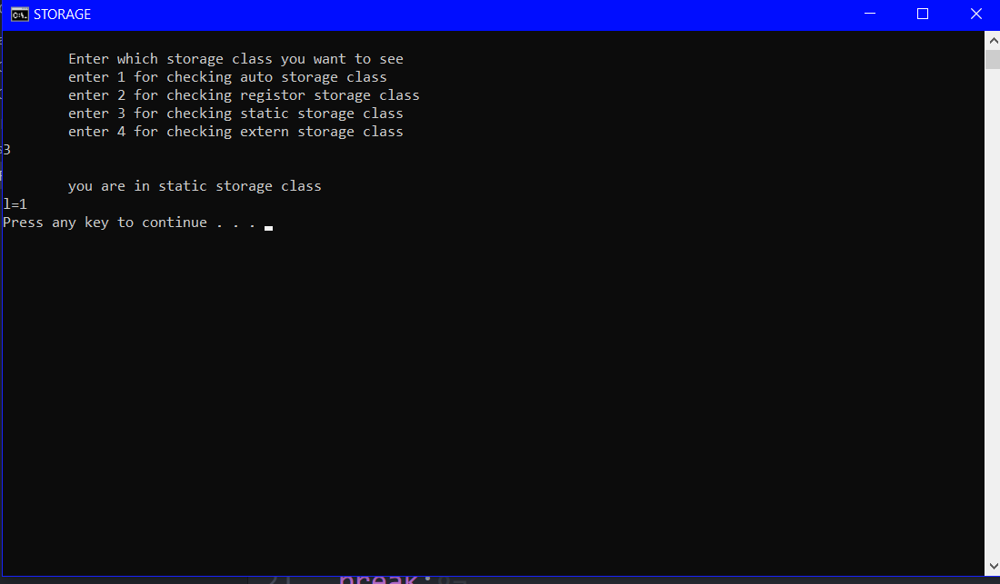 STORAGE
Enter which storage class you want to see
enter 1 for checking auto storage class
enter 2 for checking registor storage class
enter 3 for checking static storage class
enter 4 for checking extern storage class
3
you are in static storage class
l=1
Press any key to continue . . .
break;